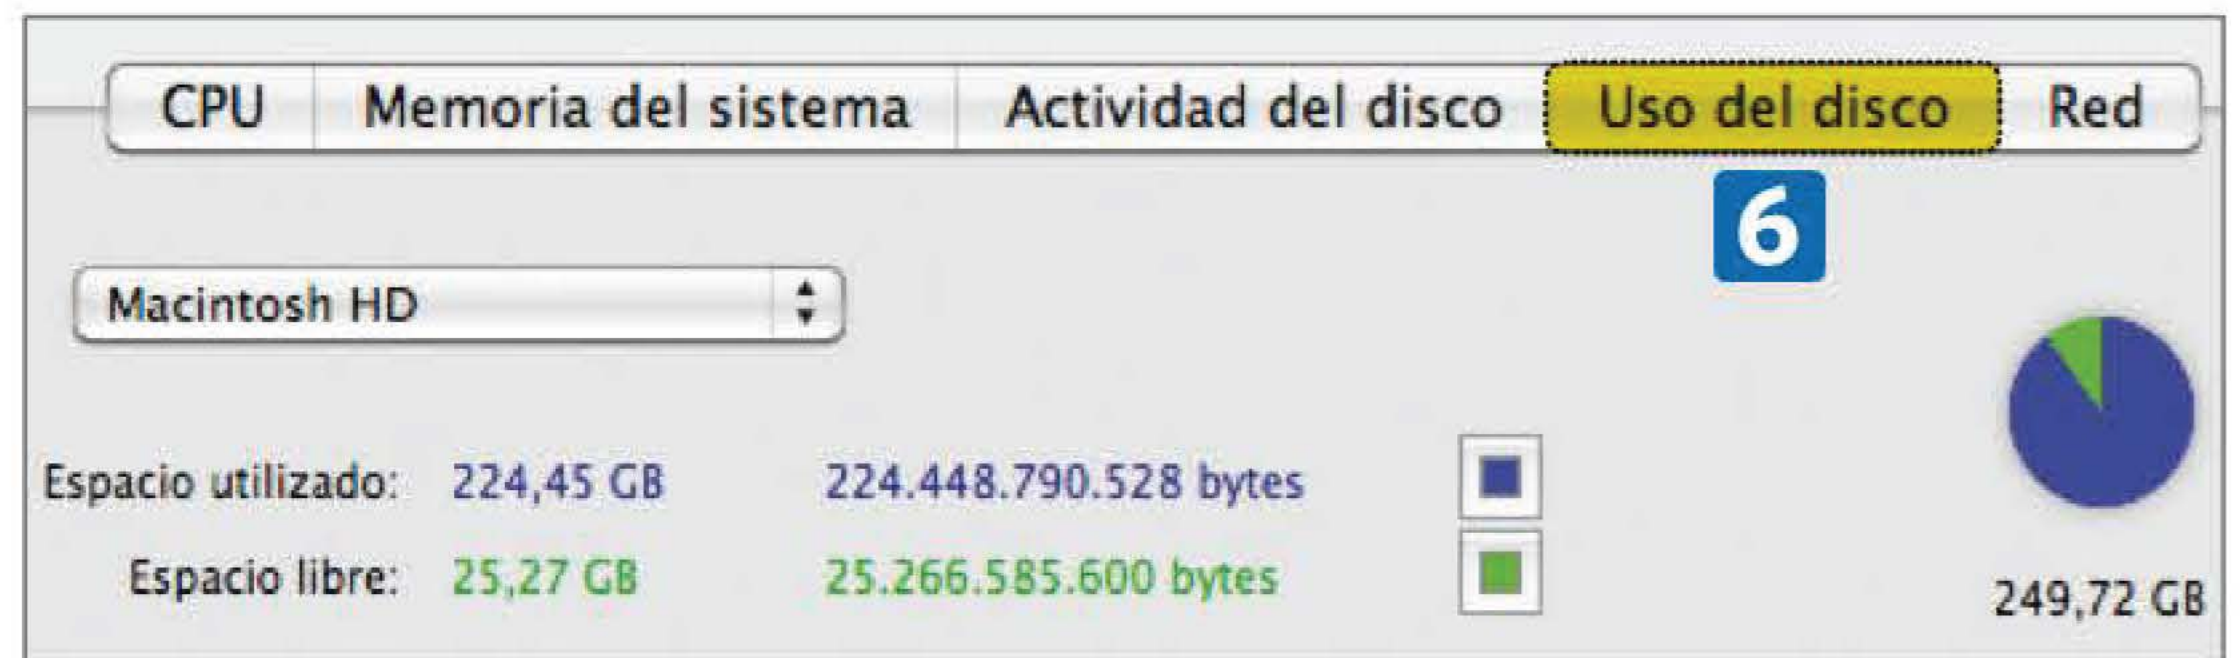 CPU Memoria del sistema Actividad del disco Uso del disco Red
6
Macintosh HD
Espacio utilizado: 224,45 GB 224.448.790.528 bytes
Espacio libre: 25,27 GB 25.266.585.600 bytes
249,72 GB